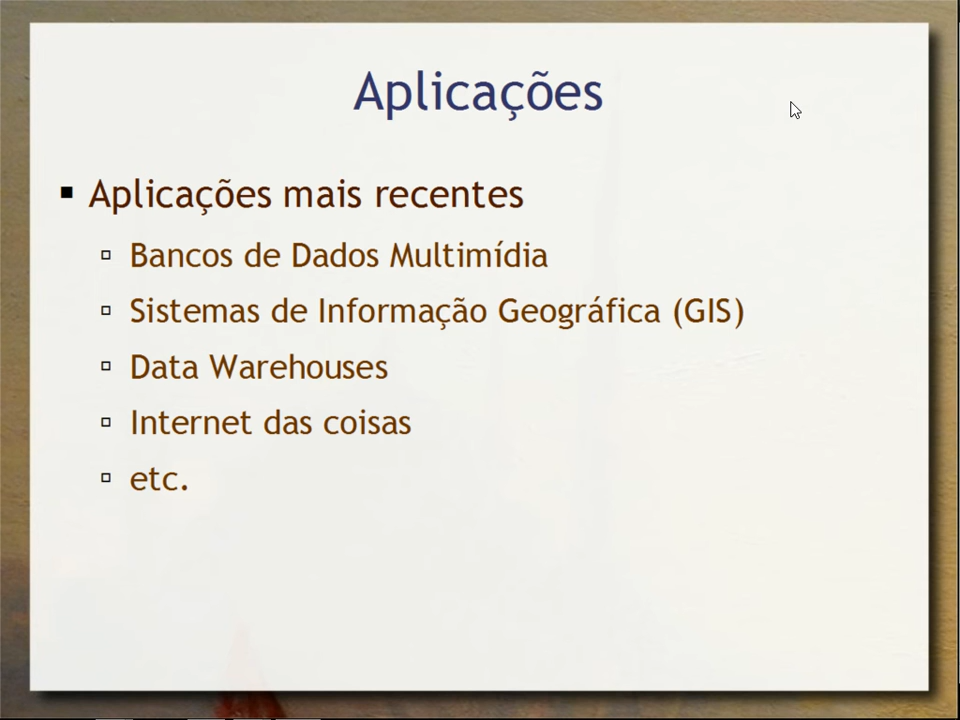 Aplicações
Aplicações mais recentes
Bancos de Dados Multimídia
Sistemas de Informação Geográfica (GIS)
Data Warehouses
Internet das coisas
etc.